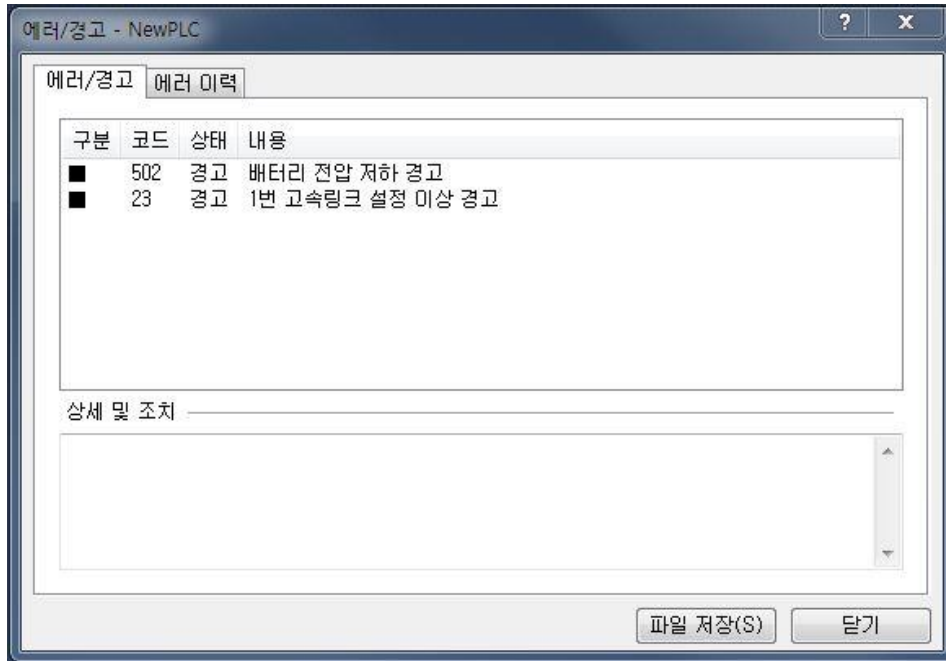 에러/경고 - NewPLC
? X
에러/경고 에러 이력
구분 코드 상태 내용
502 경고 배터리 전압 저하 경고
23 경고 1번 고속링크 설정 이상 경고
상세 및 조치
파일 저장(S) 닫기